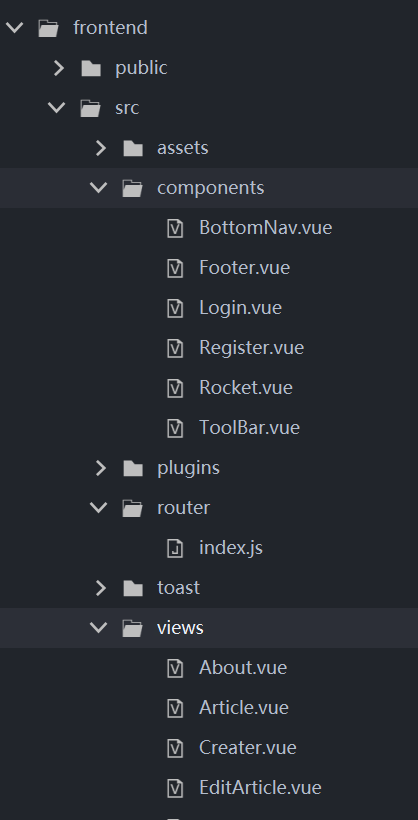 frontend
public
src
assets
components
BottomNav.vue
Footer.vue
Login.vue
Register.vue
Rocket.vue
ToolBar.vue
plugins
router
index.js
toast
views
About.vue
Article.vue
Creater.vue
EditArticle.vue